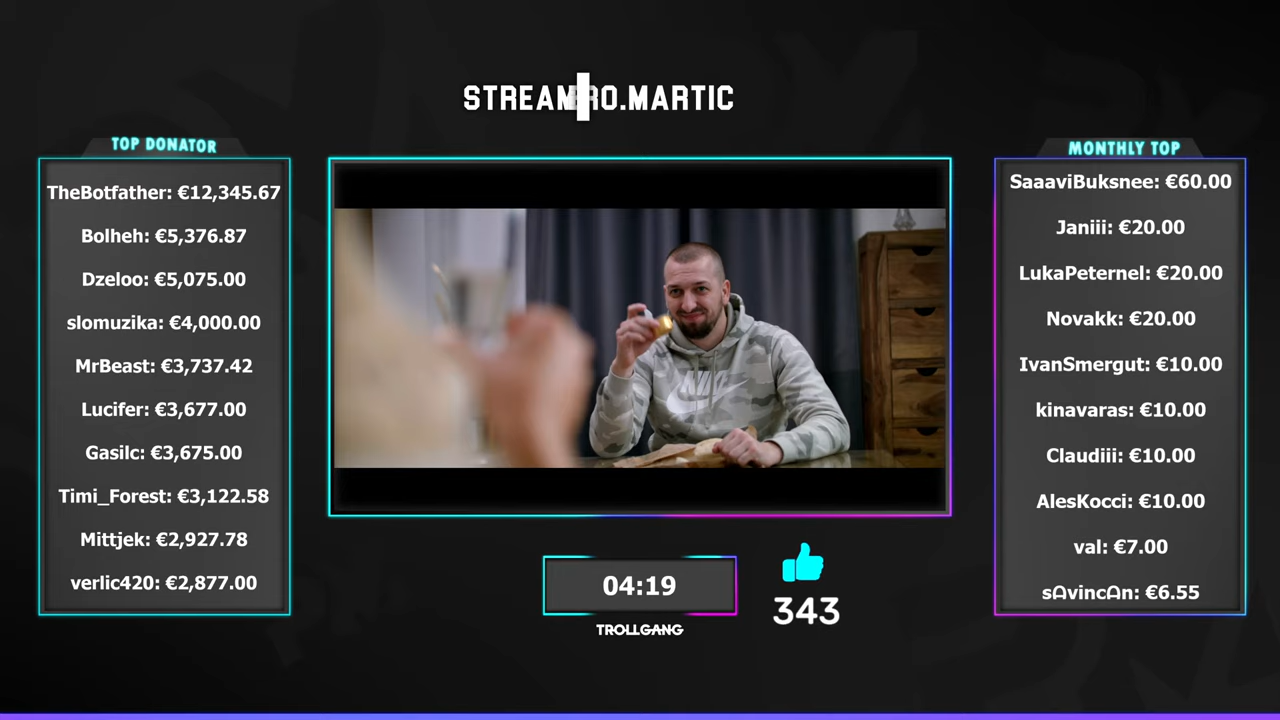 STREAM
RO.MARTIC
TOP DONATOR
TheBotfather: €12,345.67
Bolheh: €5,376.87
Dzeloo: €5,075.00
slomuzika: €4,000.00
MrBeast: €3,737.42
Lucifer: €3,677.00
Gasilc: €3,675.00
Timi_Forest: €3,122.58
Mittjek: €2,927.78
verlic420: €2,877.00
NIKE
04:19
TROLLGANG
343
MONTHLY TOP
SaaaviBuksnee: €60.00
Janiii: €20.00
LukaPeternel: €20.00
Novakk: €20.00
IvanSmergut: €10.00
kinavaras: €10.00
Claudiii: €10.00
AlesKocci: €10.00
val: €7.00
sᗩvincᗩn: €6.55